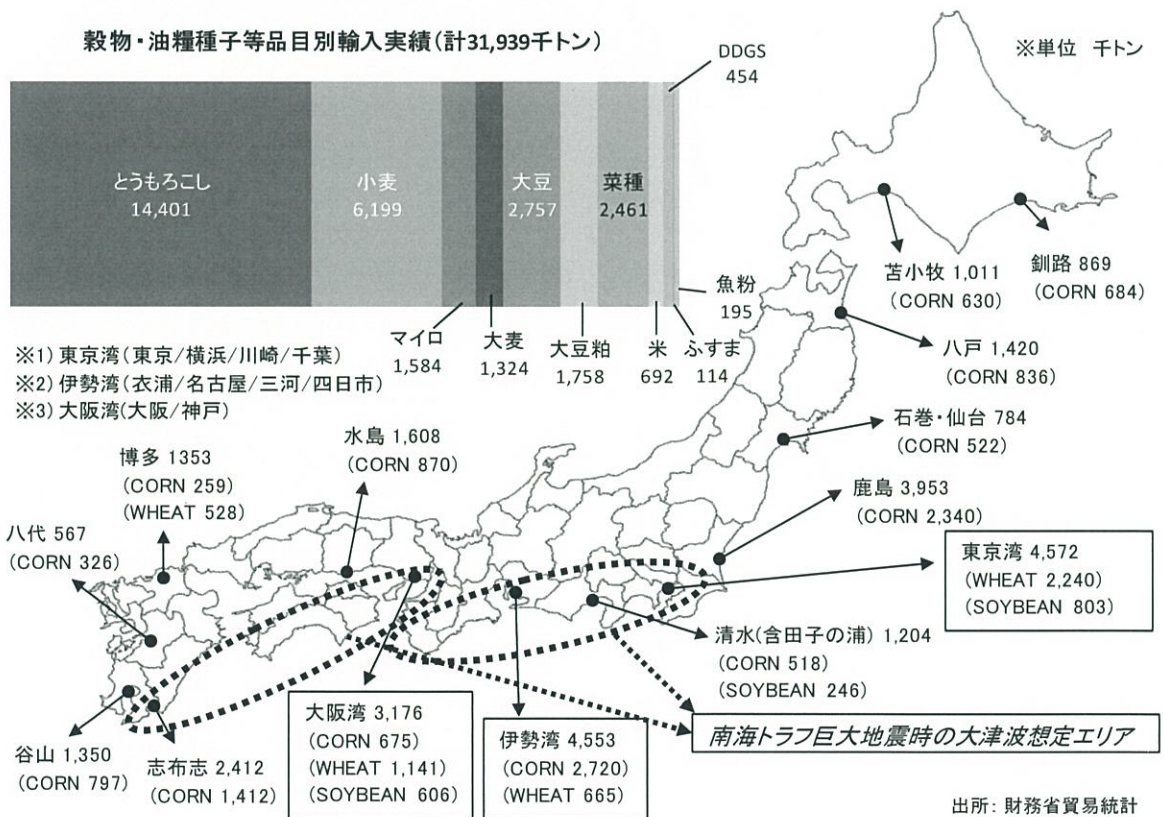 穀物・油糧種子等品目別輸入実績(計31,939千トン)
※単位 千トン
DDGS
454
とうもろこし
14,401
小麦
6,199
大豆
2,757
菜種
2,461
マイロ
1,584
大麦
1,324
大豆粕
1,758
米
692
ふすま
114
魚粉
195
※1) 東京湾(東京/横浜/川崎/千葉)
※2) 伊勢湾(衣浦/名古屋/三河/四日市)
※3) 大阪湾(大阪/神戸)
苫小牧 1,011
(CORN 630)
釧路 869
(CORN 684)
八戸 1,420
(CORN 836)
石巻・仙台 784
(CORN 522)
鹿島 3,953
(CORN 2,340)
東京湾 4,572
(WHEAT 2,240)
(SOYBEAN 803)
清水(含田子の浦) 1,204
(CORN 518)
(SOYBEAN 246)
水島 1,608
(CORN 870)
博多 1353
(CORN 259)
(WHEAT 528)
八代 567
(CORN 326)
谷山 1,350
(CORN 797)
志布志 2,412
(CORN 1,412)
大阪湾 3,176
(CORN 675)
(WHEAT 1,141)
(SOYBEAN 606)
伊勢湾 4,553
(CORN 2,720)
(WHEAT 665)
南海トラフ巨大地震時の大津波想定エリア
出所: 財務省貿易統計